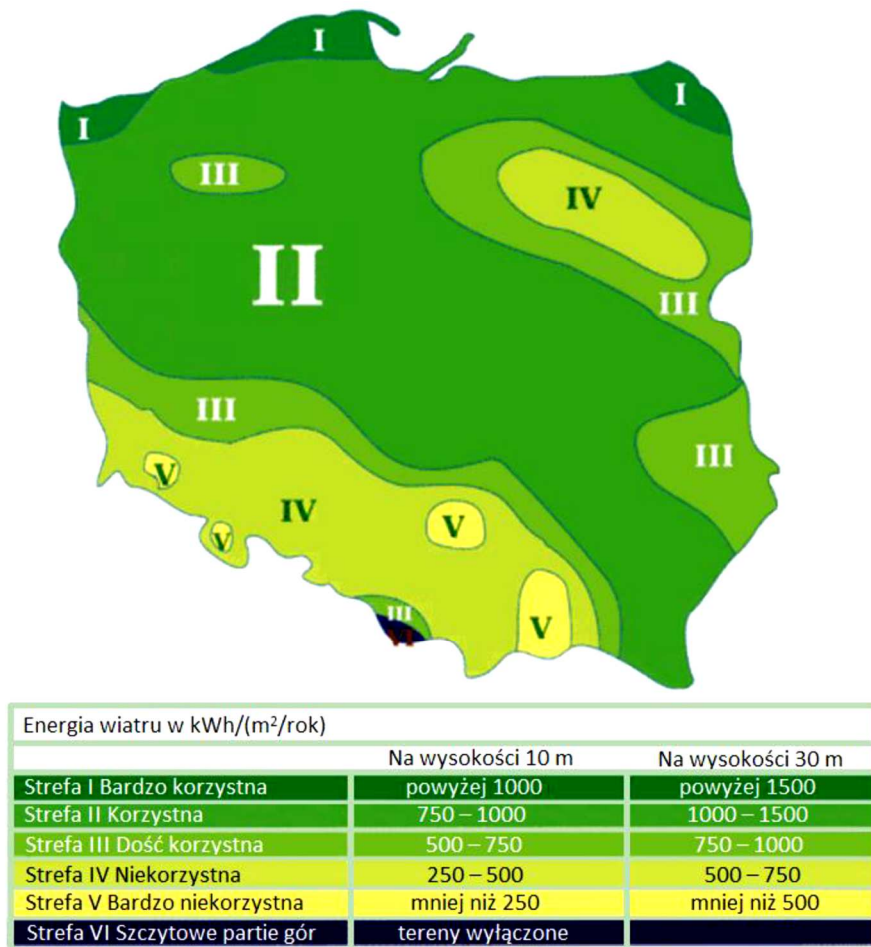 I
I
I
III
IV
II
III
III
III
V
IV
V
V
III
VI
V
Energia wiatru w kWh/(m²/rok)
Na wysokości 10 m Na wysokości 30 m
Strefa I Bardzo korzystna powyżej 1000 powyżej 1500
Strefa II Korzystna 750 – 1000 1000 – 1500
Strefa III Dość korzystna 500 – 750 750 – 1000
Strefa IV Niekorzystna 250 – 500 500 – 750
Strefa V Bardzo niekorzystna mniej niż 250 mniej niż 500
Strefa VI Szczytowe partie gór tereny wyłączone